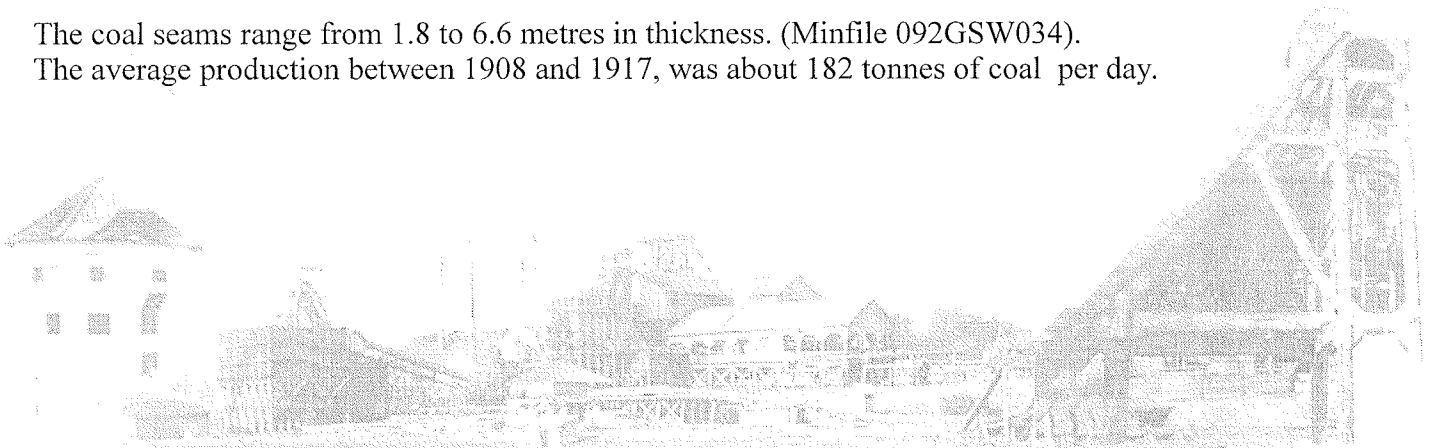 The coal seams range from 1.8 to 6.6 metres in thickness. (Minfile 092GSW034).
The average production between 1908 and 1917, was about 182 tonnes of coal  per day.